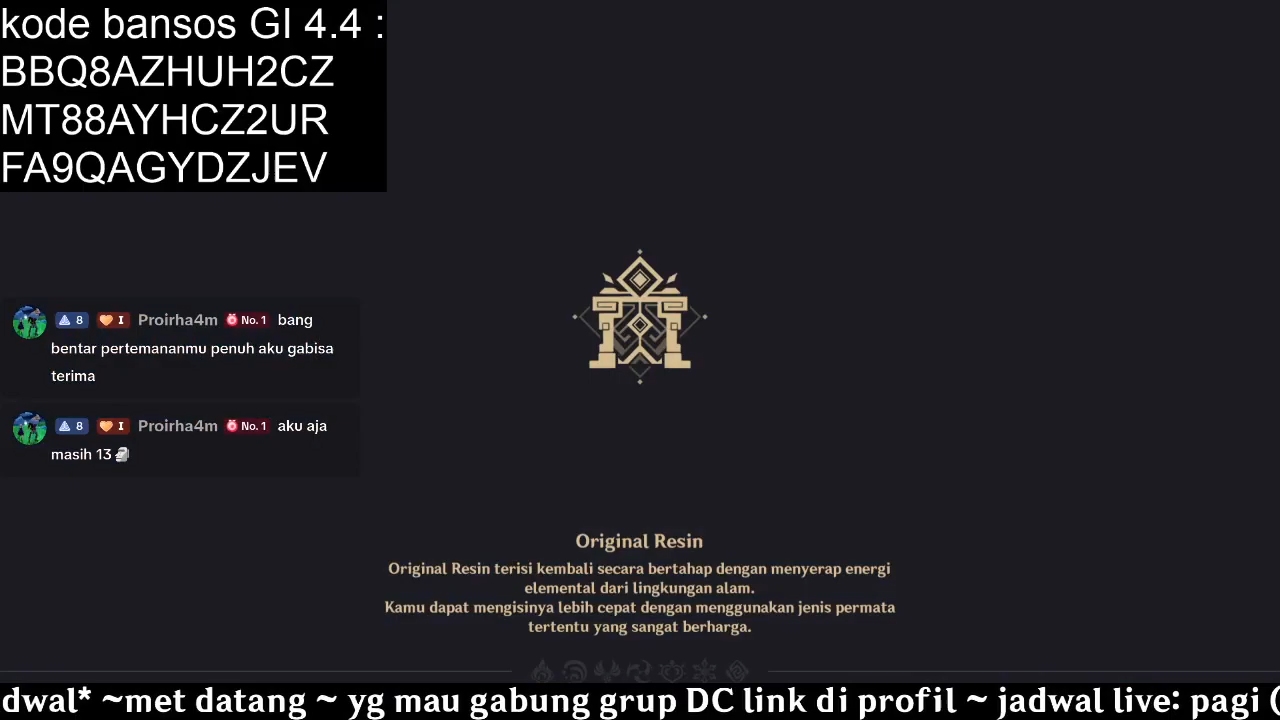 kode bansos GI 4.4 :
BBQ8AZHUH2CZ
MT88AYHCZ2UR
FA9QAGYDZJEV
8 I Proirha4m No. 1 bang
bentar pertemananmu penuh aku gabisa
terima
8 I Proirha4m No. 1 aku aja
masih 13 🗿
Original Resin
Original Resin terisi kembali secara bertahap dengan menyerap energi
elemental dari lingkungan alam.
Kamu dapat mengisinya lebih cepat dengan menggunakan jenis permata
tertentu yang sangat berharga.
dwal* ~met datang ~ yg mau gabung grup DC link di profil ~ jadwal live: pagi (